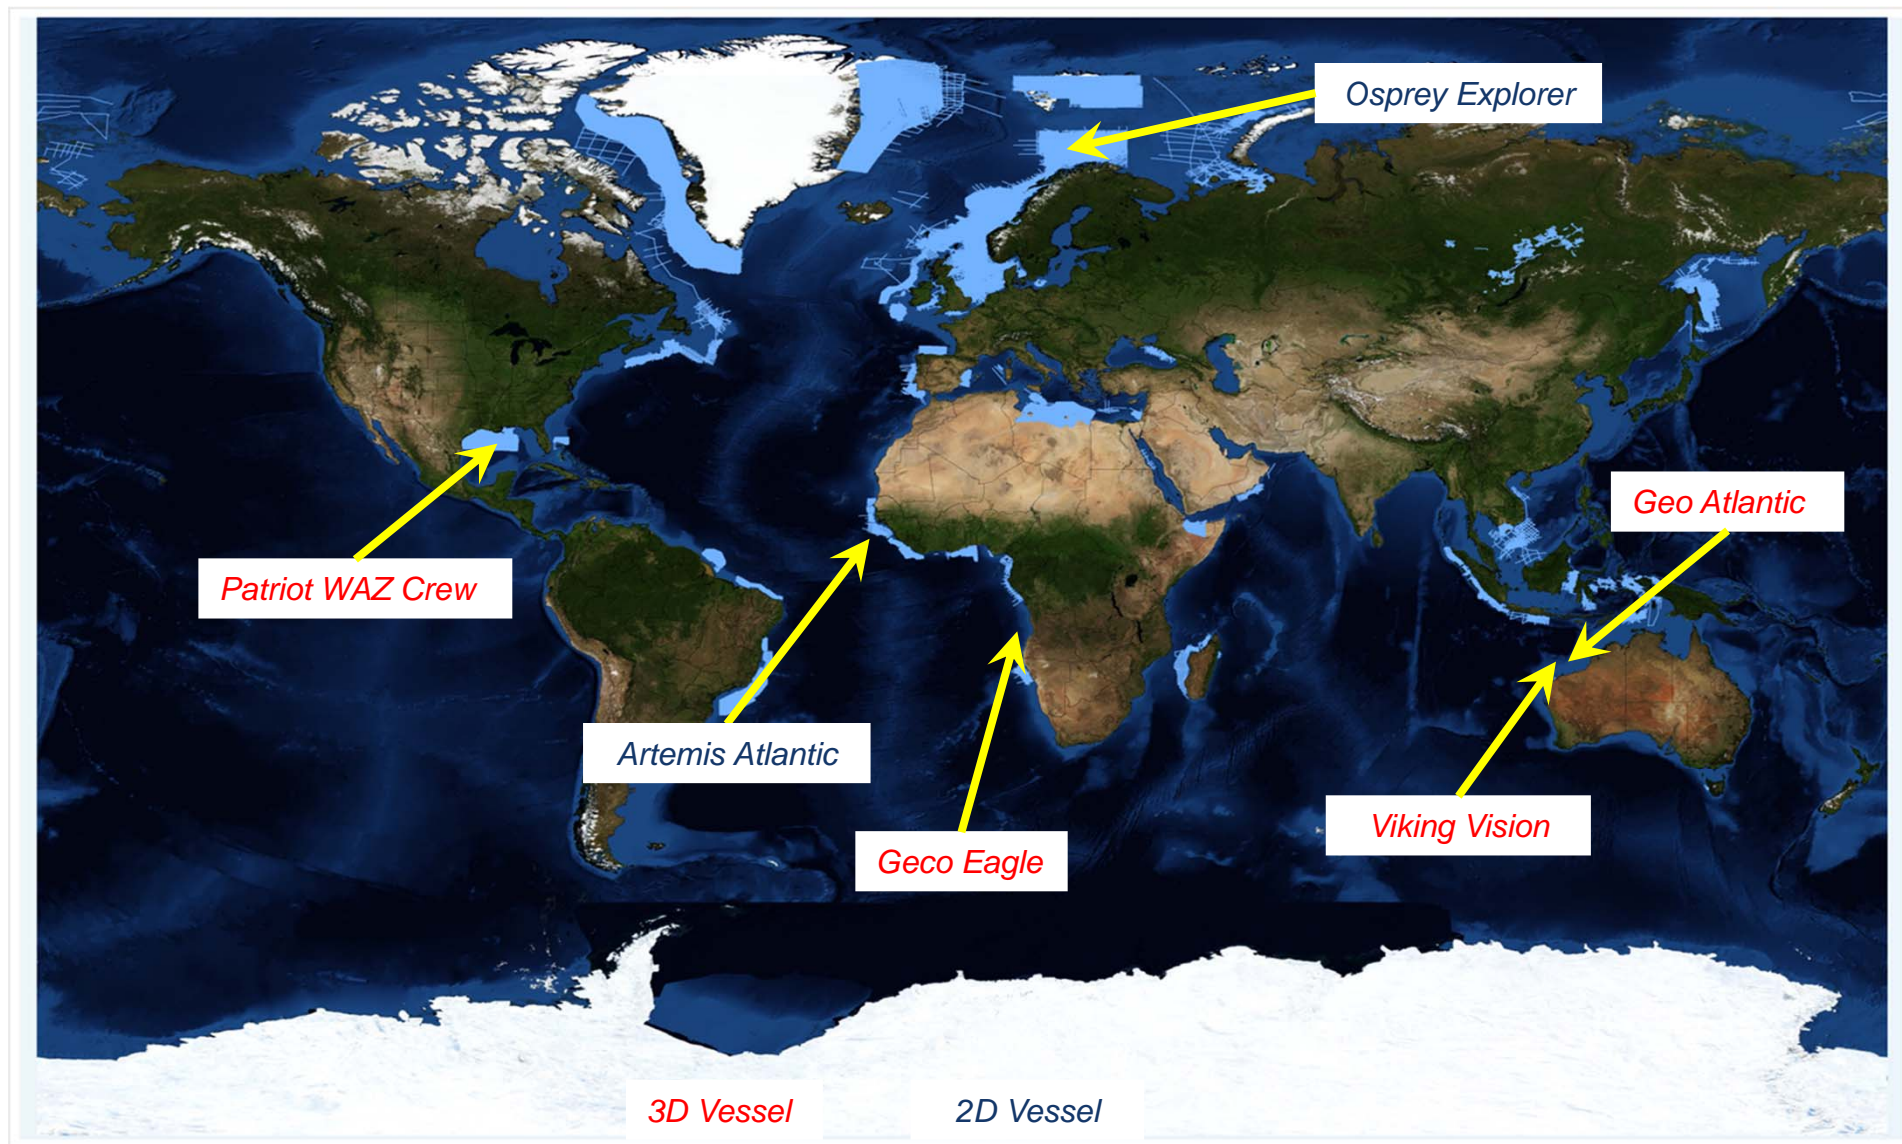 Osprey Explorer
Geo Atlantic
Patriot WAZ Crew
Artemis Atlantic
Viking Vision
Geco Eagle
3D Vessel
2D Vessel